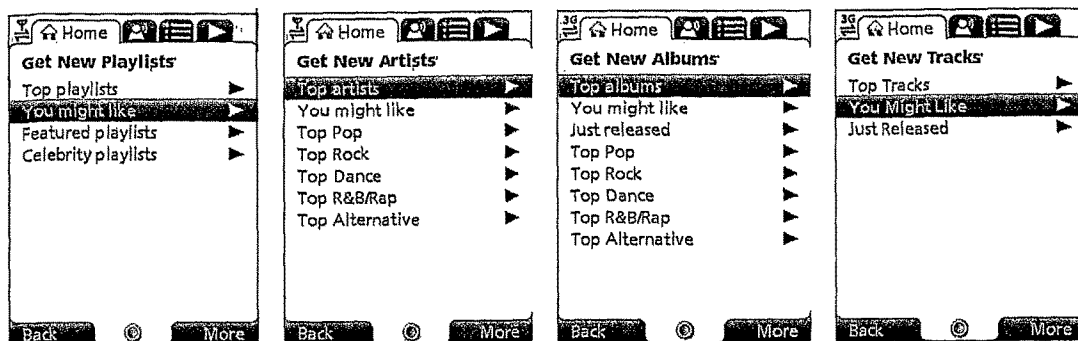 Home
Get New Playlists
Top playlists
You might like
Featured playlists
Celebrity playlists
Back More
Home
Get New Artists
Top artists
You might like
Top Pop
Top Rock
Top Dance
Top R&B/Rap
Top Alternative
Back More
3G Home
Get New Albums
Top albums
You might like
Just released
Top Pop
Top Rock
Top Dance
Top R&B/Rap
Top Alternative
Back More
3G Home
Get New Tracks
Top Tracks
You Might Like
Just Released
Back More